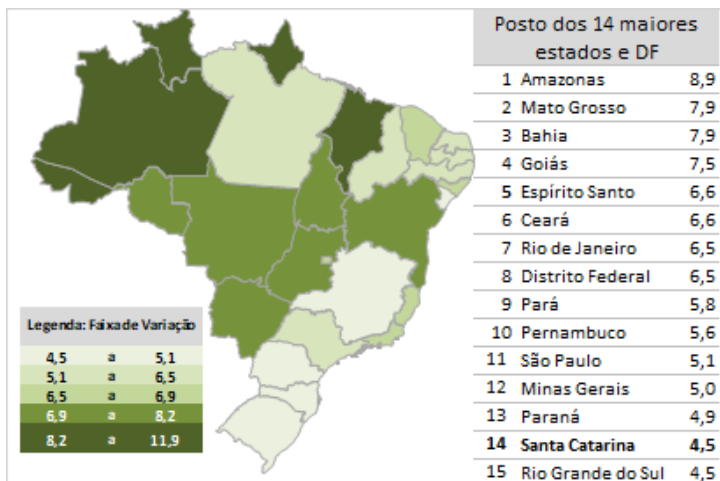 Posto dos 14 maiores
estados e DF
1 Amazonas 8,9
2 Mato Grosso 7,9
3 Bahia 7,9
4 Goiás 7,5
5 Espírito Santo 6,6
6 Ceará 6,6
7 Rio de Janeiro 6,5
8 Distrito Federal 6,5
9 Pará 5,8
10 Pernambuco 5,6
11 São Paulo 5,1
12 Minas Gerais 5,0
13 Paraná 4,9
14 Santa Catarina 4,5
15 Rio Grande do Sul 4,5
Legenda: Faixa de Variação
4,5 a 5,1
5,1 a 6,5
6,5 a 6,9
6,9 a 8,2
8,2 a 11,9